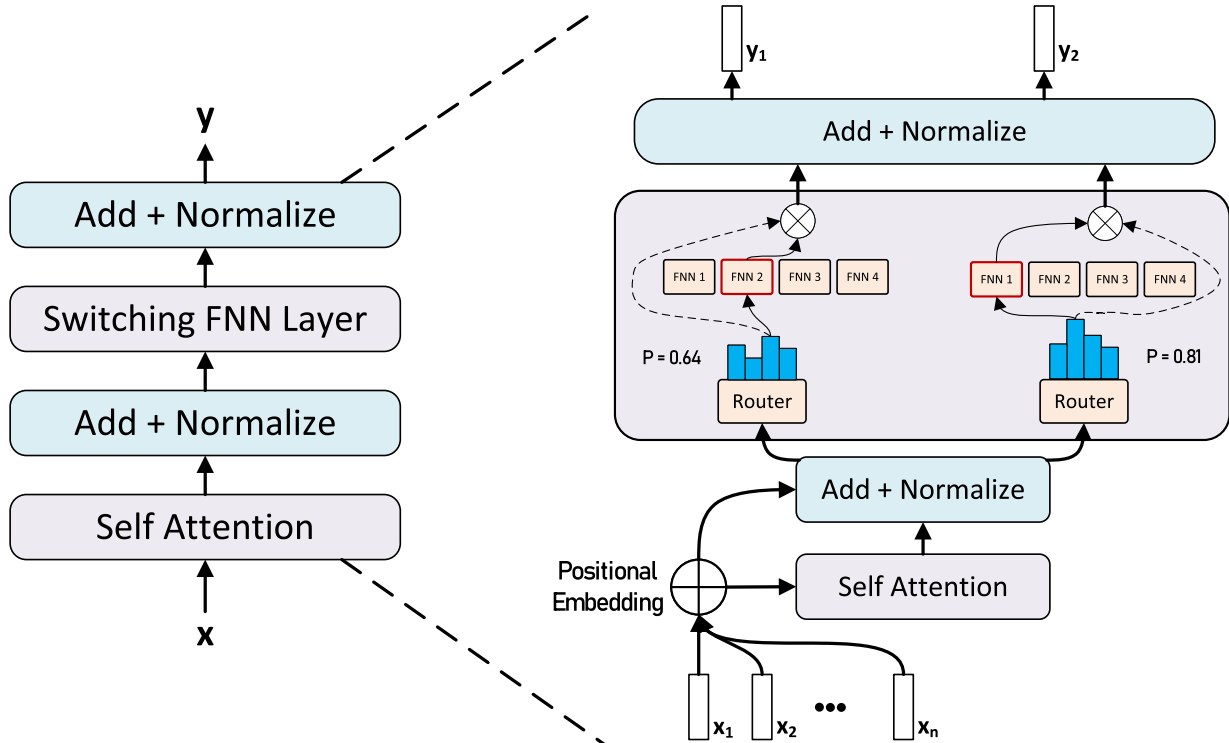 y
Add + Normalize
Switching FNN Layer
Add + Normalize
Self Attention
x
y₁
y₂
Add + Normalize
FNN 1
FNN 2
FNN 3
FNN 4
FNN 1
FNN 2
FNN 3
FNN 4
P = 0.64
P = 0.81
Router
Router
Add + Normalize
Positional
Embedding
Self Attention
x₁
x₂
•••
xₙ